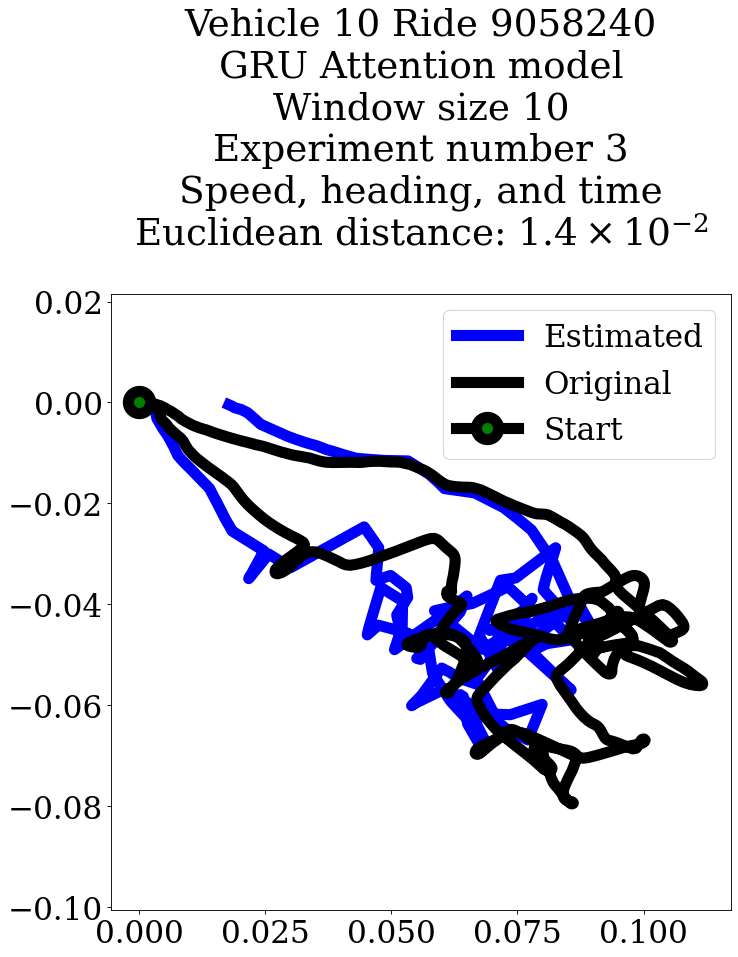 Vehicle 10 Ride 9058240
GRU Attention model
Window size 10
Experiment number 3
Speed, heading, and time
Euclidean distance: 1.4 × 10⁻²
0.02
0.00
−0.02
−0.04
−0.06
−0.08
−0.10
Estimated
Original
Start
0.000 0.025 0.050 0.075 0.100